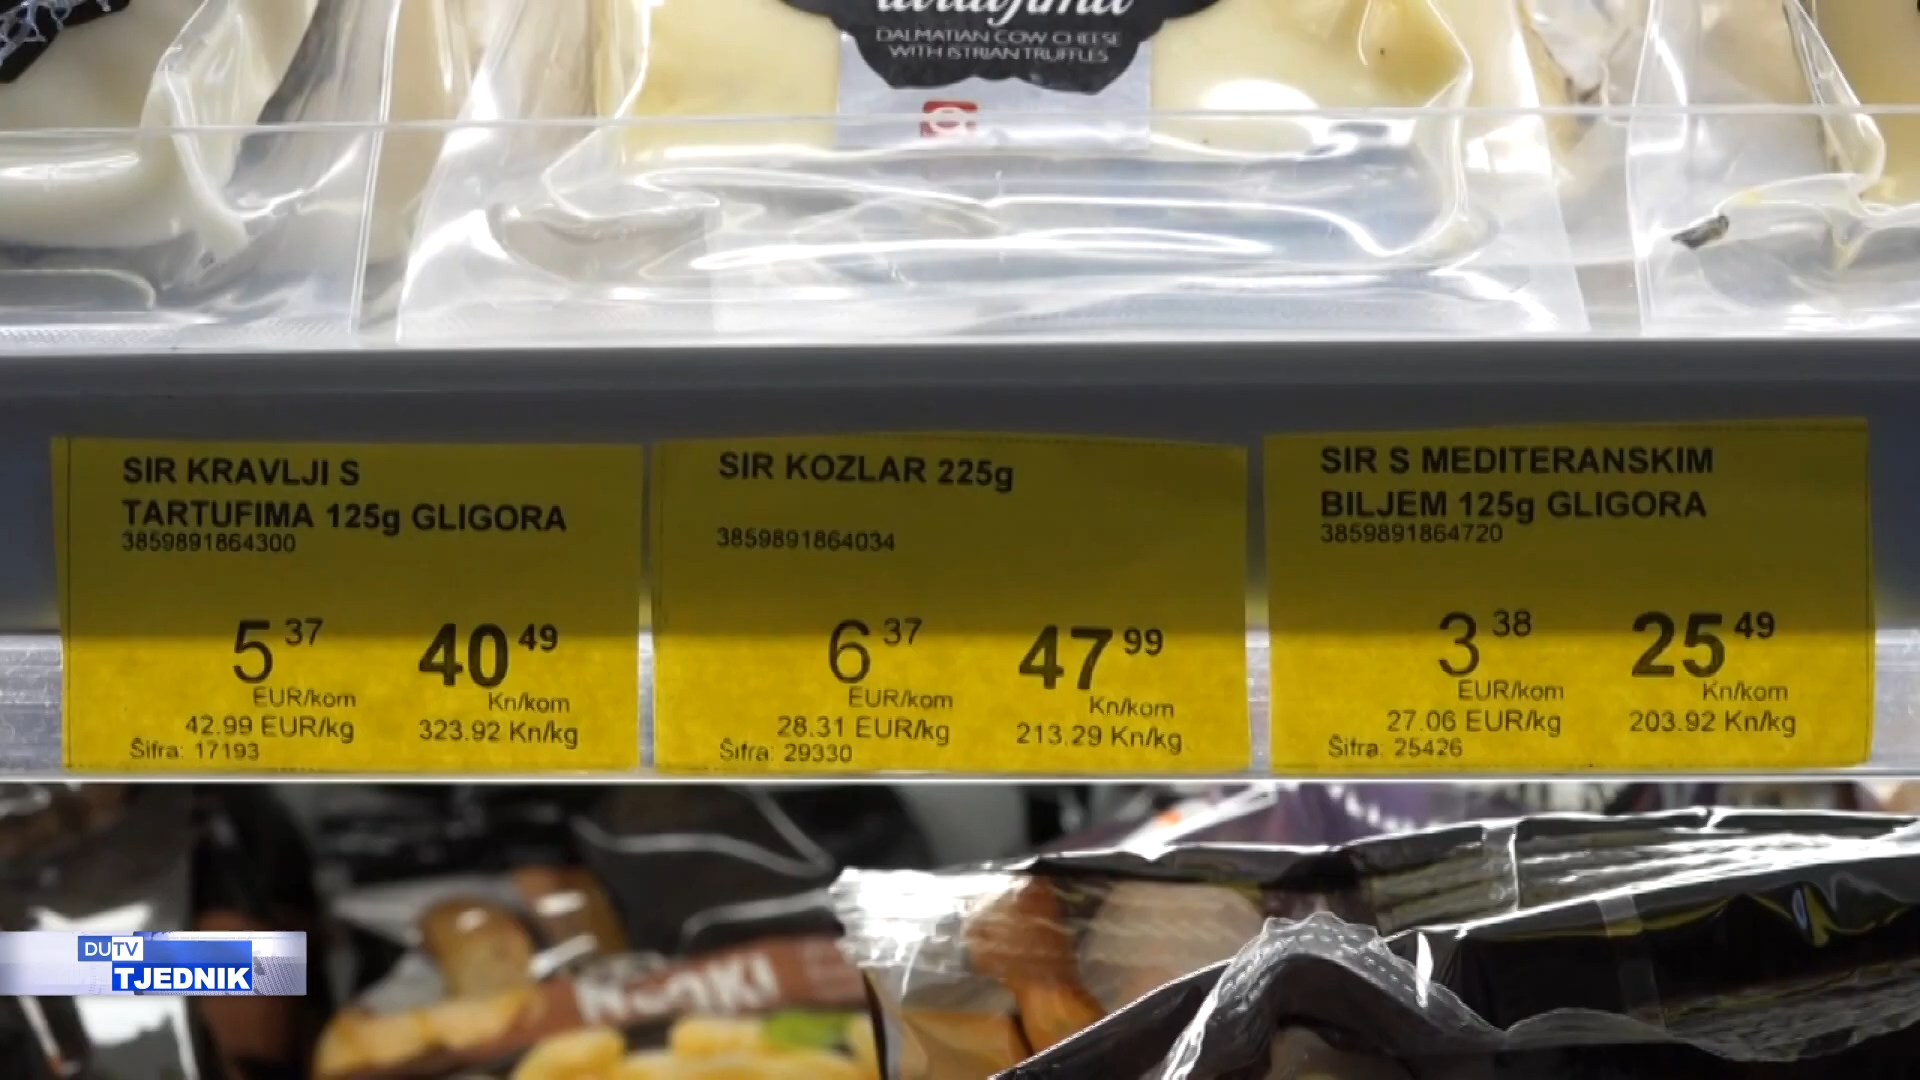 DALMATIAN COW CHEESE
WITH ISTRIAN TRUFFLES
SIR KRAVLJI S
TARTUFIMA 125g GLIGORA
3859891864300
5 37 40 49
EUR/kom Kn/kom
42.99 EUR/kg 323.92 Kn/kg
Šifra: 17193
SIR KOZLAR 225g
3859891864034
6 37 47 99
EUR/kom Kn/kom
28.31 EUR/kg 213.29 Kn/kg
Šifra: 29330
SIR S MEDITERANSKIM
BILJEM 125g GLIGORA
3859891864720
3 38 25 49
EUR/kom Kn/kom
27.06 EUR/kg 203.92 Kn/kg
Šifra: 25426
DUTV
TJEDNIK